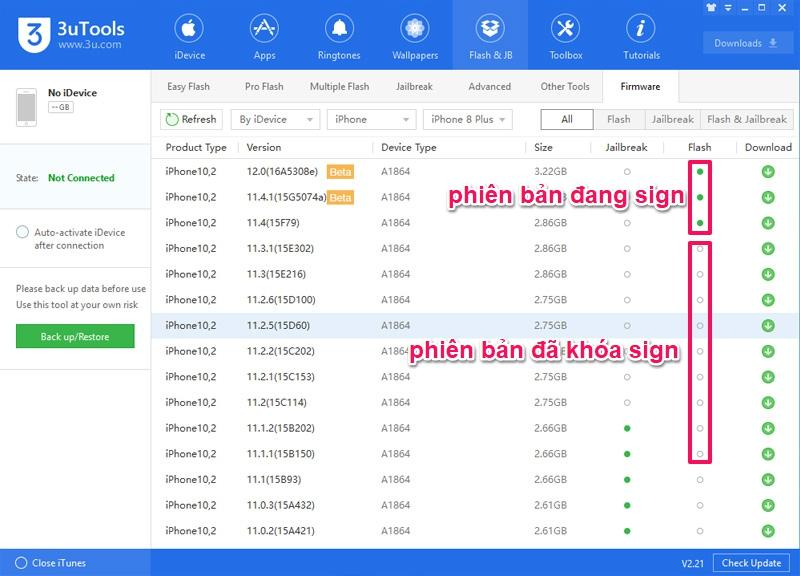 3uTools
www.3u.com
iDevice
Apps
Ringtones
Wallpapers
Flash & JB
Toolbox
Tutorials
Downloads
No iDevice
-- GB
State: Not Connected
Auto-activate iDevice
after connection
Please back up data before use
Use this tool at your own risk
Back up/Restore
Easy Flash Pro Flash Multiple Flash Jailbreak Advanced Other Tools Firmware
Refresh By iDevice iPhone iPhone 8 Plus All Flash Jailbreak Flash & Jailbreak
Product Type Version Device Type Size Jailbreak Flash Download
iPhone10,2 12.0(16A5308e) Beta A1864 3.22GB
iPhone10,2 11.4.1(15G5074a) Beta A1864
phiên bản đang sign
iPhone10,2 11.4(15F79) A1864 2.86GB
iPhone10,2 11.3.1(15E302) A1864 2.86GB
iPhone10,2 11.3(15E216) A1864 2.86GB
iPhone10,2 11.2.6(15D100) A1864 2.75GB
iPhone10,2 11.2.5(15D60) A1864 2.75GB
iPhone10,2 11.2.2(15C202) A1864
phiên bản đã khóa sign
iPhone10,2 11.2.1(15C153) A1864 2.75GB
iPhone10,2 11.2(15C114) A1864 2.75GB
iPhone10,2 11.1.2(15B202) A1864 2.66GB
iPhone10,2 11.1.1(15B150) A1864 2.66GB
iPhone10,2 11.1(15B93) A1864 2.66GB
iPhone10,2 11.0.3(15A432) A1864 2.61GB
iPhone10,2 11.0.2(15A421) A1864 2.61GB
Close iTunes
V2.21 Check Update